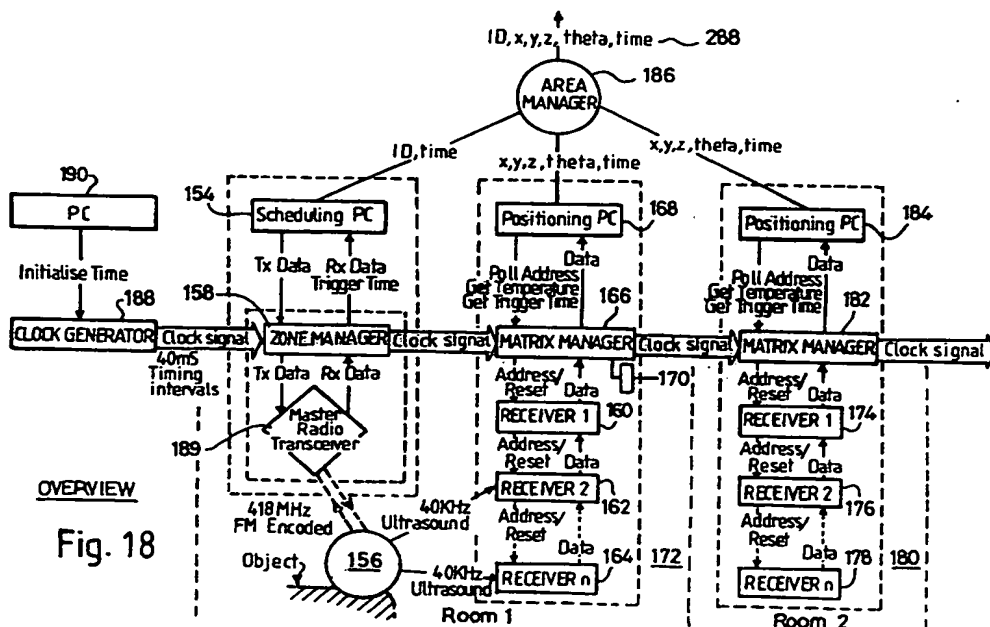 ID, x,y,z, theta, time
288
186
AREA
MANAGER
ID, time
x,y,z, theta, time
x,y,z, theta, time
190
PC
154
Scheduling PC
Positioning PC
168
Positioning PC
184
Initialise Time
Tx Data
Rx Data
Trigger Time
Data
Poll Address
Get Temperature
Get Trigger Time
Data
Poll Address
Get Temperature
Get Trigger Time
188
158
166
182
CLOCK GENERATOR
Clock signal
ZONE MANAGER
Clock signal
MATRIX MANAGER
Clock signal
MATRIX MANAGER
Clock signal
40mS
Timing
intervals
Tx Data
Rx Data
Address/
Reset
Data
170
Address/
Reset
Data
189
Master
Radio
Transceiver
RECEIVER 1
160
RECEIVER 1
174
Address/
Reset
Data
Address/
Reset
Data
OVERVIEW
Fig. 18
418 MHz
FM Encoded
40KHz
Ultrasound
RECEIVER 2
162
RECEIVER 2
176
Address/
Reset
Data
Address/
Reset
Data
Object
156
40KHz
Ultrasound
RECEIVER n
164
172
RECEIVER n
178
180
Room 1
Room 2